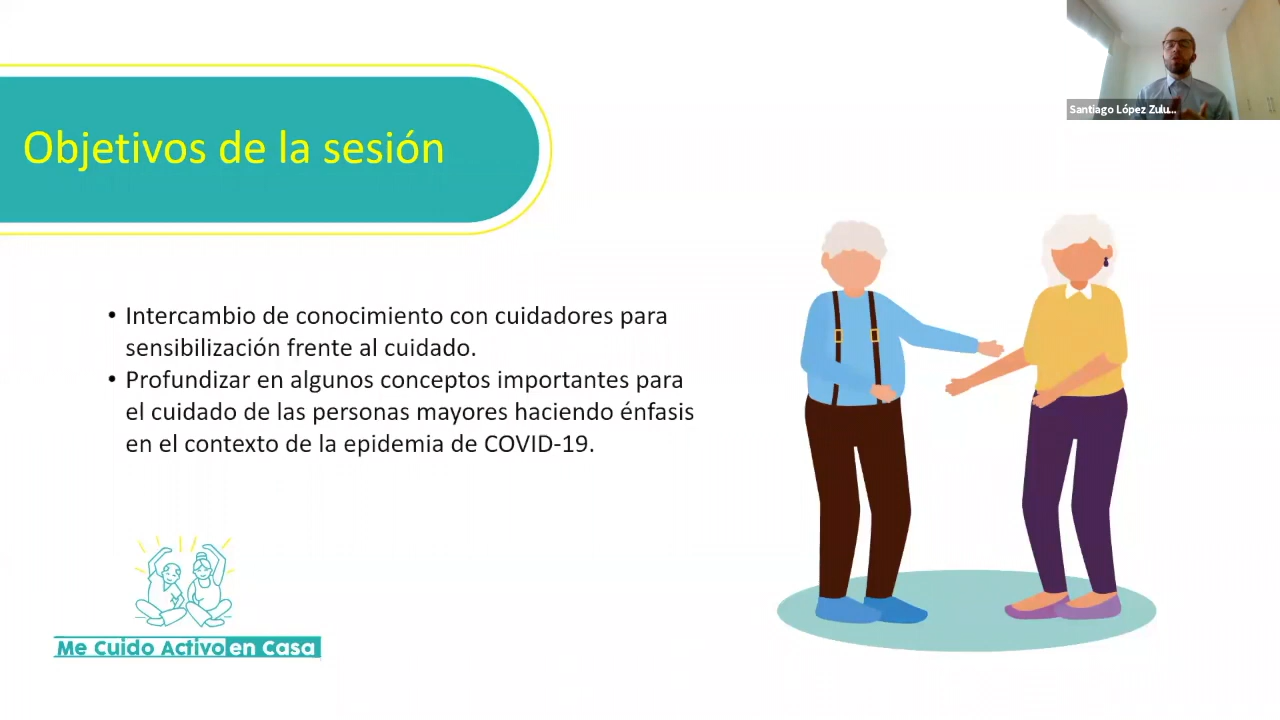 Santiago López Zulu...
Objetivos de la sesión
• Intercambio de conocimiento con cuidadores para
sensibilización frente al cuidado.
• Profundizar en algunos conceptos importantes para
el cuidado de las personas mayores haciendo énfasis
en el contexto de la epidemia de COVID-19.
Me Cuido Activo en Casa